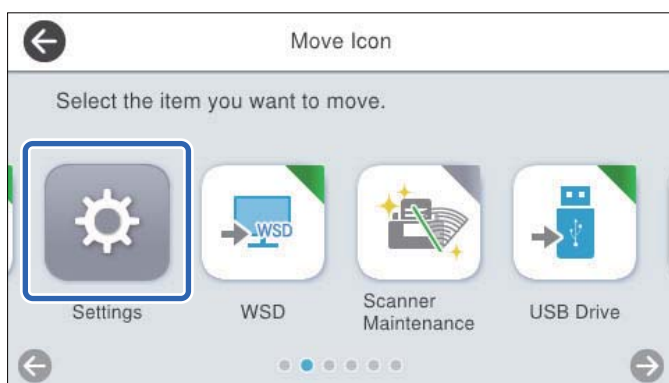 Move Icon
Select the item you want to move.
WSD
Settings
WSD
Scanner
Maintenance
USB Drive